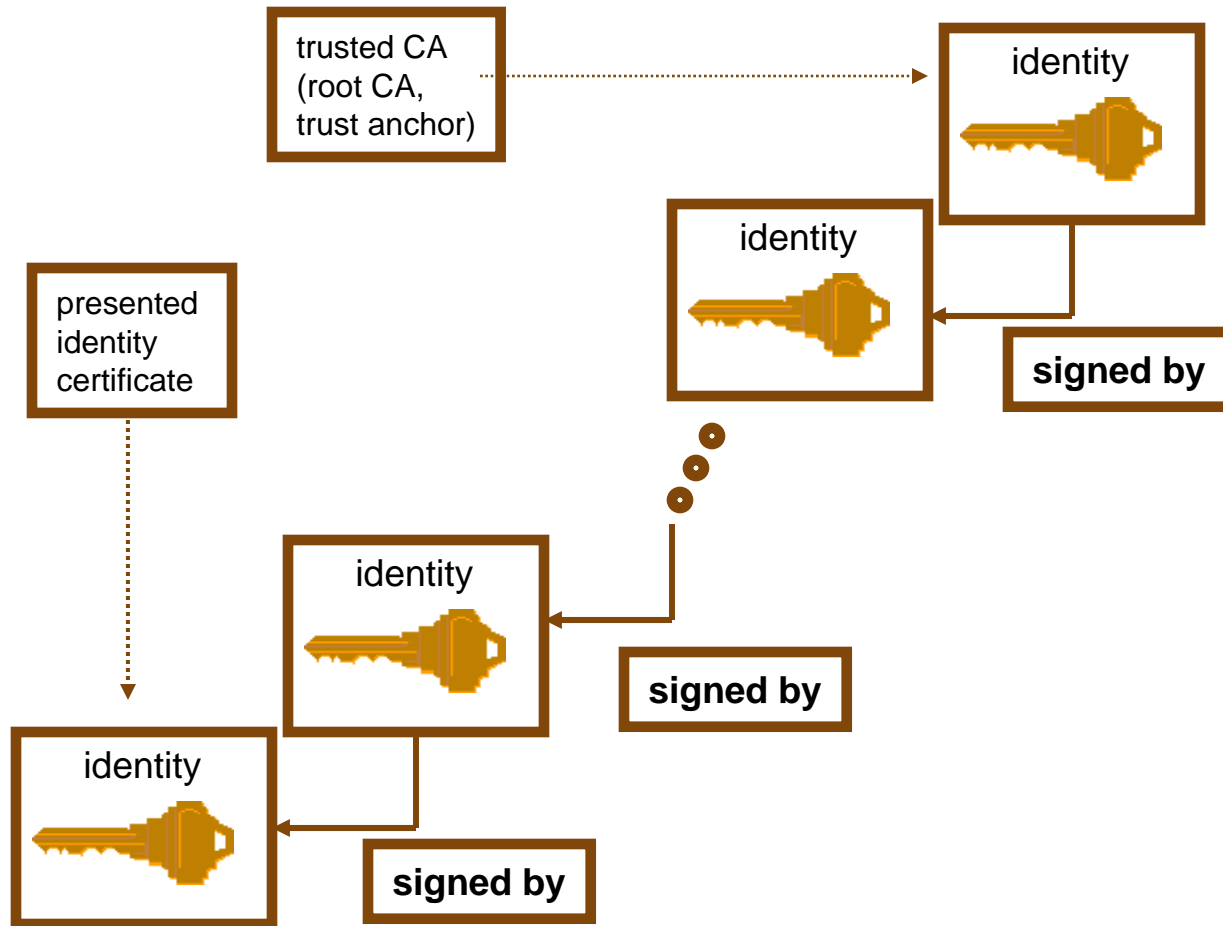 trusted CA
(root CA,
trust anchor)
identity
identity
signed by
presented
identity
certificate
identity
signed by
identity
signed by